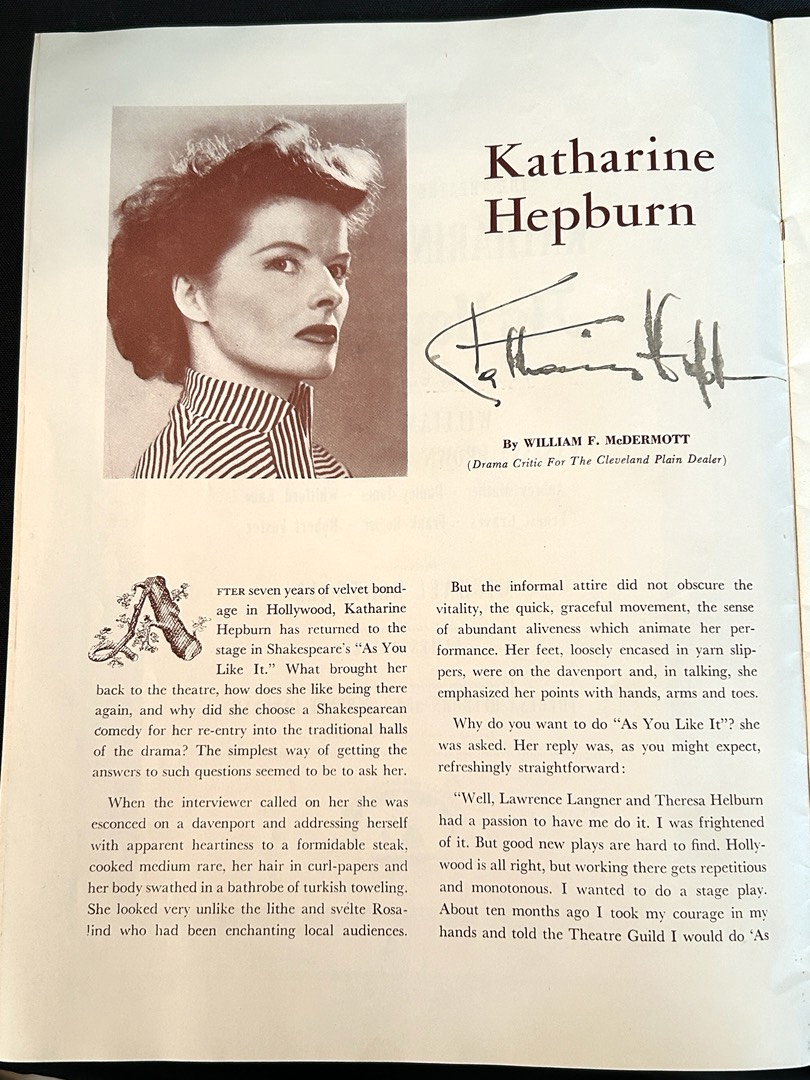 Katharine
Hepburn
Katharine Hepburn
By WILLIAM F. McDERMOTT
(Drama Critic For The Cleveland Plain Dealer)
AFTER seven years of velvet bond-
age in Hollywood, Katharine
Hepburn has returned to the
stage in Shakespeare's “As You
Like It.” What brought her
back to the theatre, how does she like being there
again, and why did she choose a Shakespearean
comedy for her re-entry into the traditional halls
of the drama? The simplest way of getting the
answers to such questions seemed to be to ask her.
When the interviewer called on her she was
esconced on a davenport and addressing herself
with apparent heartiness to a formidable steak,
cooked medium rare, her hair in curl-papers and
her body swathed in a bathrobe of turkish toweling.
She looked very unlike the lithe and svelte Rosa-
lind who had been enchanting local audiences.
But the informal attire did not obscure the
vitality, the quick, graceful movement, the sense
of abundant aliveness which animate her per-
formance. Her feet, loosely encased in yarn slip-
pers, were on the davenport and, in talking, she
emphasized her points with hands, arms and toes.
Why do you want to do “As You Like It”? she
was asked. Her reply was, as you might expect,
refreshingly straightforward:
“Well, Lawrence Langner and Theresa Helburn
had a passion to have me do it. I was frightened
of it. But good new plays are hard to find. Holly-
wood is all right, but working there gets repetitious
and monotonous. I wanted to do a stage play.
About ten months ago I took my courage in my
hands and told the Theatre Guild I would do ‘As